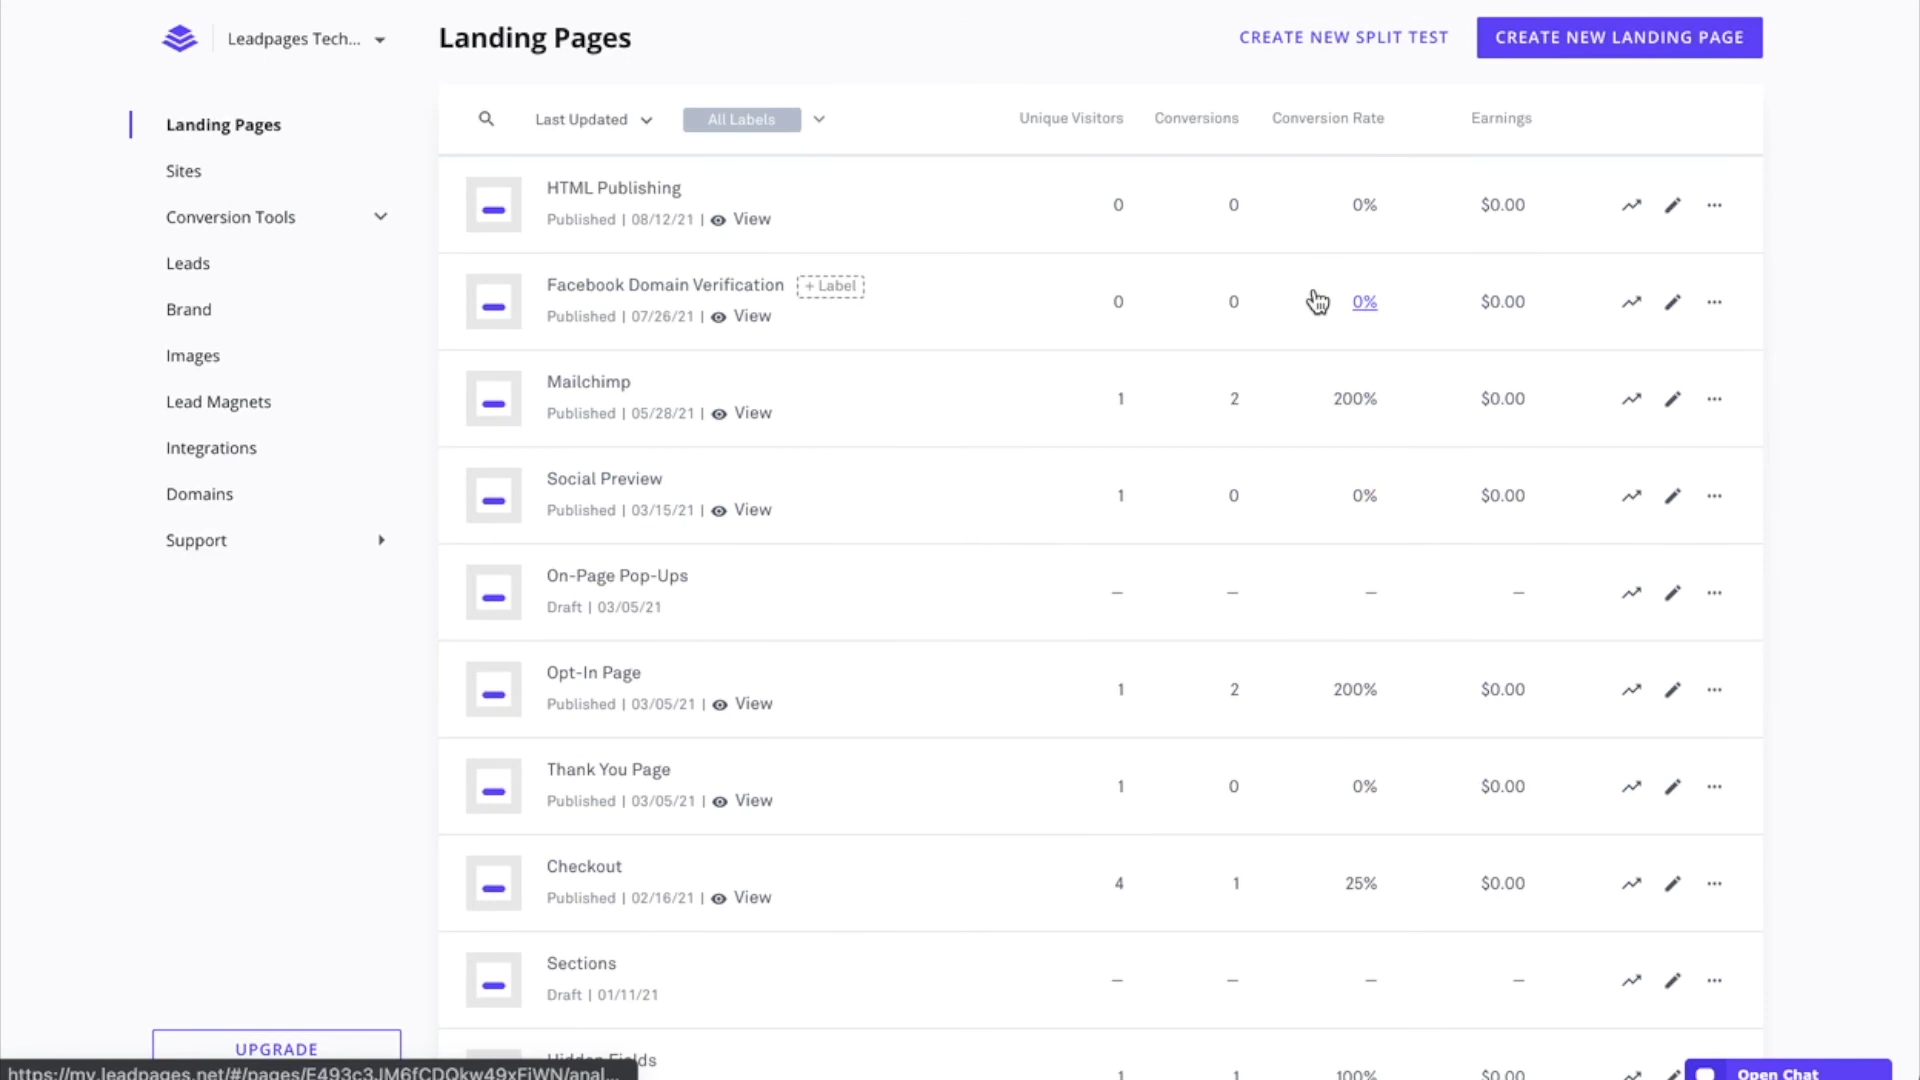 Leadpages Tech...
Landing Pages
CREATE NEW SPLIT TEST
CREATE NEW LANDING PAGE
Landing Pages
Sites
Conversion Tools
Leads
Brand
Images
Lead Magnets
Integrations
Domains
Support
UPGRADE
Last Updated
All Labels
Unique Visitors Conversions Conversion Rate Earnings
HTML Publishing
Published | 08/12/21 | View
0 0 0% $0.00
Facebook Domain Verification + Label
Published | 07/26/21 | View
0 0 0% $0.00
Mailchimp
Published | 05/28/21 | View
1 2 200% $0.00
Social Preview
Published | 03/15/21 | View
1 0 0% $0.00
On-Page Pop-Ups
Draft | 03/05/21
– – – –
Opt-In Page
Published | 03/05/21 | View
1 2 200% $0.00
Thank You Page
Published | 03/05/21 | View
1 0 0% $0.00
Checkout
Published | 02/16/21 | View
4 1 25% $0.00
Sections
Draft | 01/11/21
– – – –
Hidden Fields
1 1 100% $0.00
Open Chat